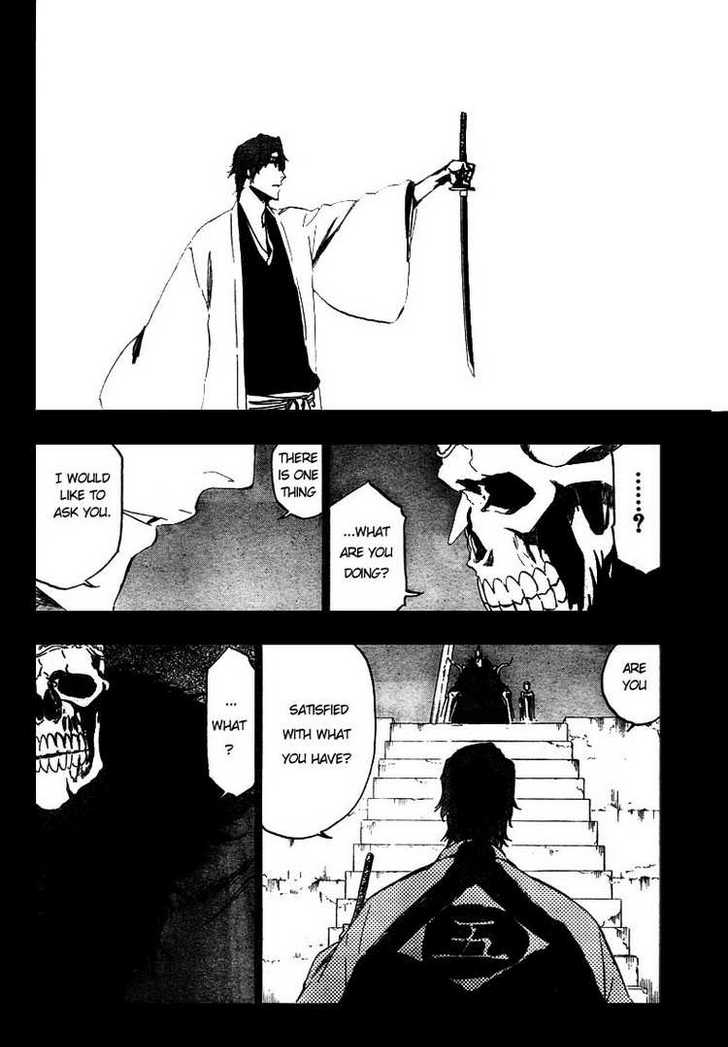 ......?
...WHAT
ARE YOU
DOING?
THERE
IS ONE
THING
I WOULD
LIKE TO
ASK YOU.
ARE
YOU
SATISFIED
WITH WHAT
YOU HAVE?
五
...
WHAT
?